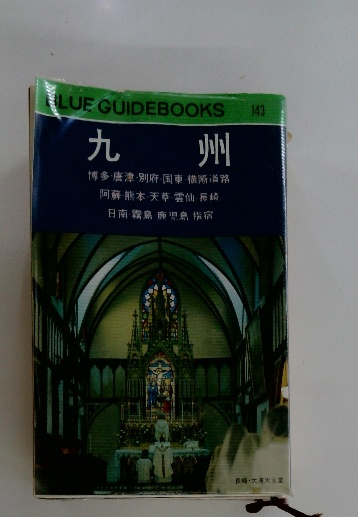 BLUE GUIDEBOOKS 143
九州
博多・唐津・別府・国東・横断道路
阿蘇・熊本・天草・雲仙・長崎
日南・霧島・鹿児島・指宿
長崎・大浦天主堂